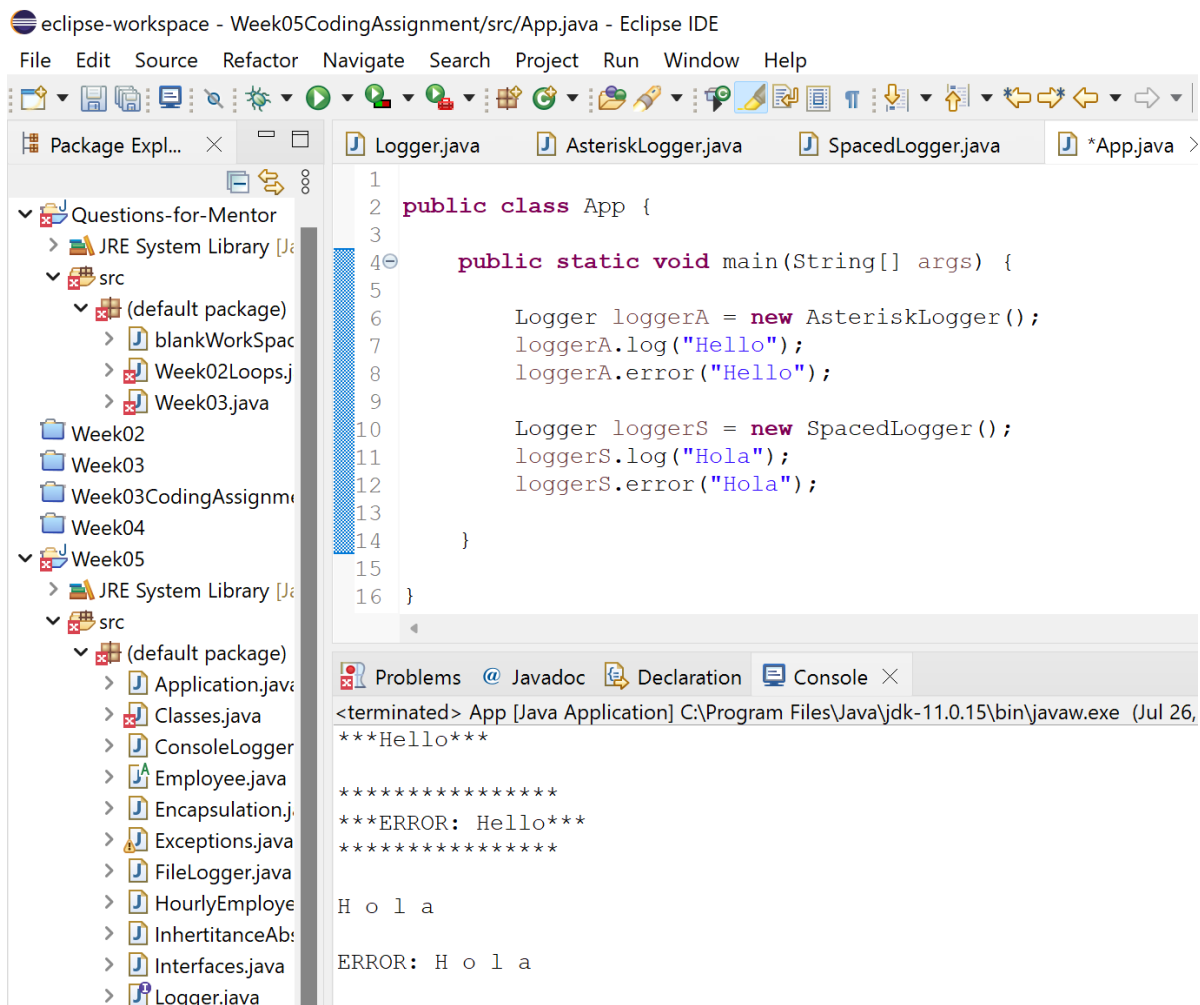 eclipse-workspace - Week05CodingAssignment/src/App.java - Eclipse IDE
File Edit Source Refactor Navigate Search Project Run Window Help
Package Expl...
Questions-for-Mentor
JRE System Library [Ja
src
(default package)
blankWorkSpac
Week02Loops.j
Week03.java
Week02
Week03
Week03CodingAssignme
Week04
Week05
JRE System Library [Ja
src
(default package)
Application.java
Classes.java
ConsoleLogger
Employee.java
Encapsulation.j
Exceptions.java
FileLogger.java
HourlyEmploye
InhertitanceAbs
Interfaces.java
Logger.java
Logger.java AsteriskLogger.java SpacedLogger.java *App.java
1
2 public class App {
3
4 public static void main(String[] args) {
5
6 Logger loggerA = new AsteriskLogger();
7 loggerA.log("Hello");
8 loggerA.error("Hello");
9
10 Logger loggerS = new SpacedLogger();
11 loggerS.log("Hola");
12 loggerS.error("Hola");
13
14 }
15
16 }
Problems @ Javadoc Declaration Console
<terminated> App [Java Application] C:\Program Files\Java\jdk-11.0.15\bin\javaw.exe (Jul 26,
***Hello***
****************
***ERROR: Hello***
****************
H o l a
ERROR: H o l a